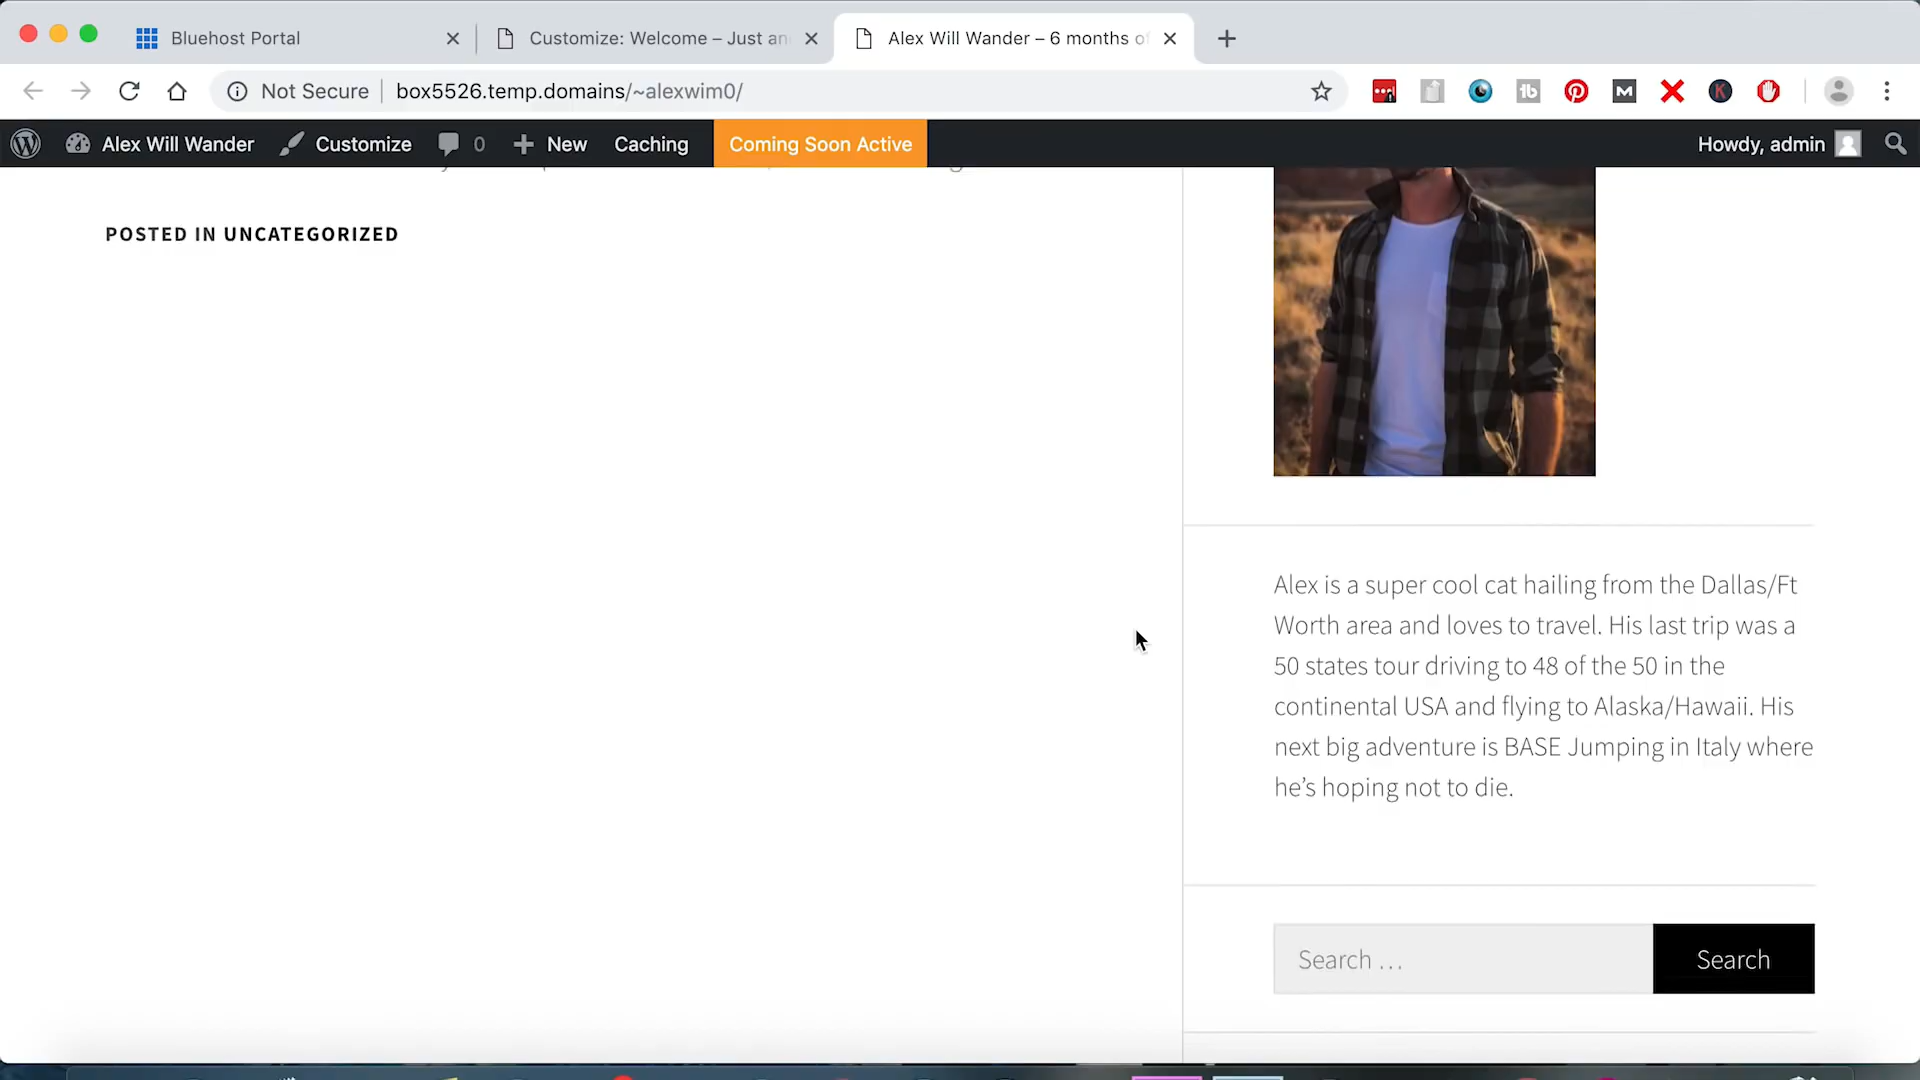 Bluehost Portal
Customize: Welcome – Just an
Alex Will Wander – 6 months of
Not Secure
box5526.temp.domains/~alexwim0/
Alex Will Wander
Customize
0
New
Caching
Coming Soon Active
Howdy, admin
POSTED IN UNCATEGORIZED
Alex is a super cool cat hailing from the Dallas/Ft
Worth area and loves to travel. His last trip was a
50 states tour driving to 48 of the 50 in the
continental USA and flying to Alaska/Hawaii. His
next big adventure is BASE Jumping in Italy where
he’s hoping not to die.
Search …
Search